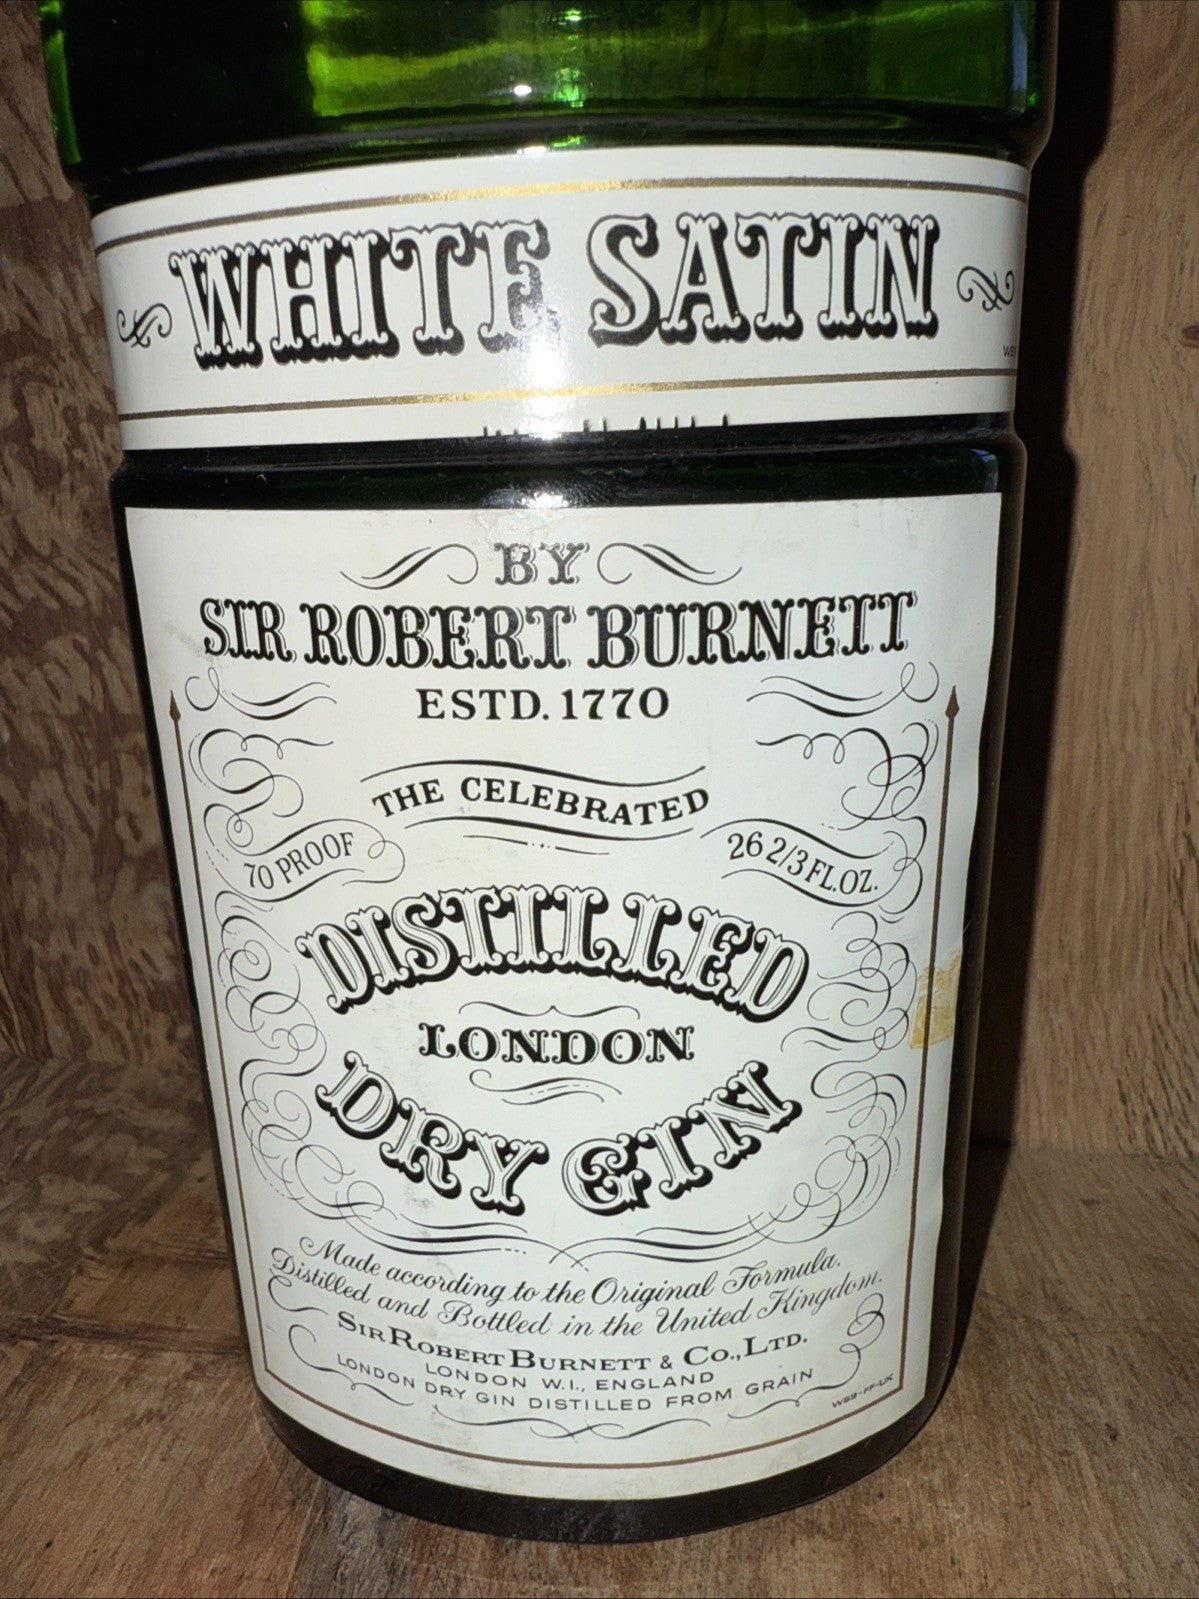 WHITE SATIN
BY
SIR ROBERT BURNETT
ESTD. 1770
THE CELEBRATED
70 PROOF
26 2/3 FL.OZ.
DISTILLED
LONDON
DRY GIN
Made according to the Original Formula.
Distilled and Bottled in the United Kingdom.
SIR ROBERT BURNETT & CO., LTD.
LONDON W.I., ENGLAND
LONDON DRY GIN DISTILLED FROM GRAIN